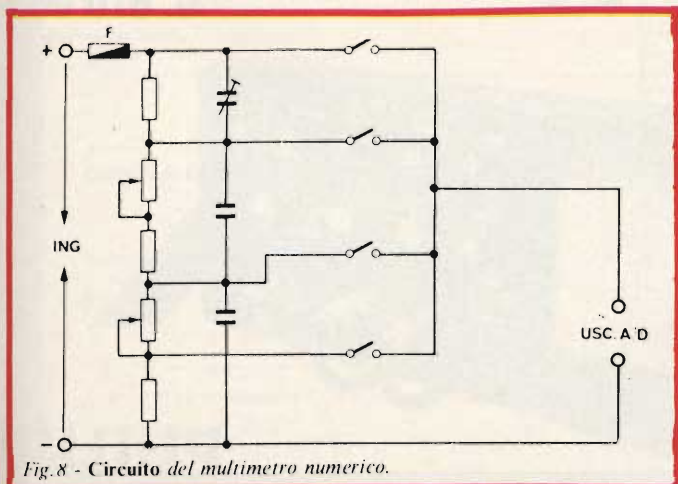 F
+
ING
USC. A D
−
Fig. 8 - Circuito del multimetro numerico.